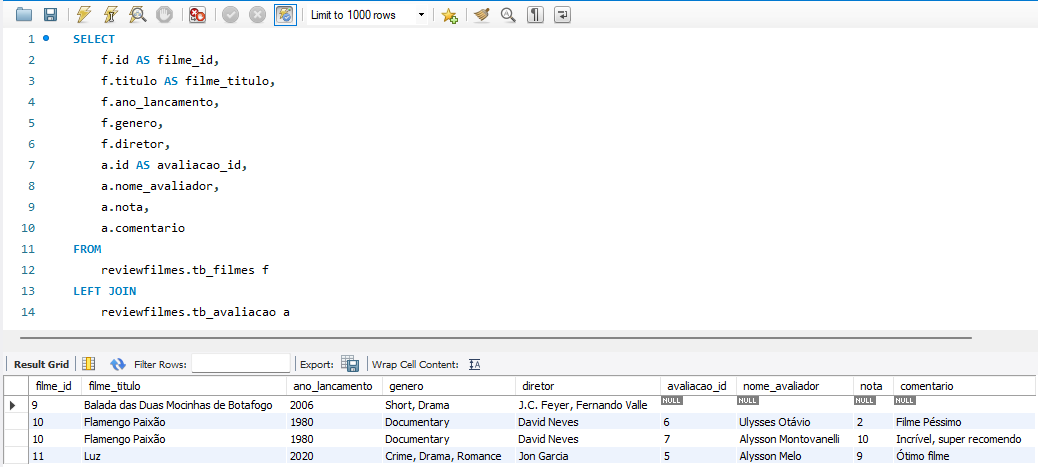 Limit to 1000 rows
1 SELECT
2 f.id AS filme_id,
3 f.titulo AS filme_titulo,
4 f.ano_lancamento,
5 f.genero,
6 f.diretor,
7 a.id AS avaliacao_id,
8 a.nome_avaliador,
9 a.nota,
10 a.comentario
11 FROM
12 reviewfilmes.tb_filmes f
13 LEFT JOIN
14 reviewfilmes.tb_avaliacao a
Result Grid Filter Rows: Export: Wrap Cell Content:
filme_id filme_titulo ano_lancamento genero diretor avaliacao_id nome_avaliador nota comentario
9 Balada das Duas Mocinhas de Botafogo 2006 Short, Drama J.C. Feyer, Fernando Valle NULL NULL NULL NULL
10 Flamengo Paixão 1980 Documentary David Neves 6 Ulysses Otávio 2 Filme Péssimo
10 Flamengo Paixão 1980 Documentary David Neves 7 Alysson Montovanelli 10 Incrível, super recomendo
11 Luz 2020 Crime, Drama, Romance Jon Garcia 5 Alysson Melo 9 Ótimo filme